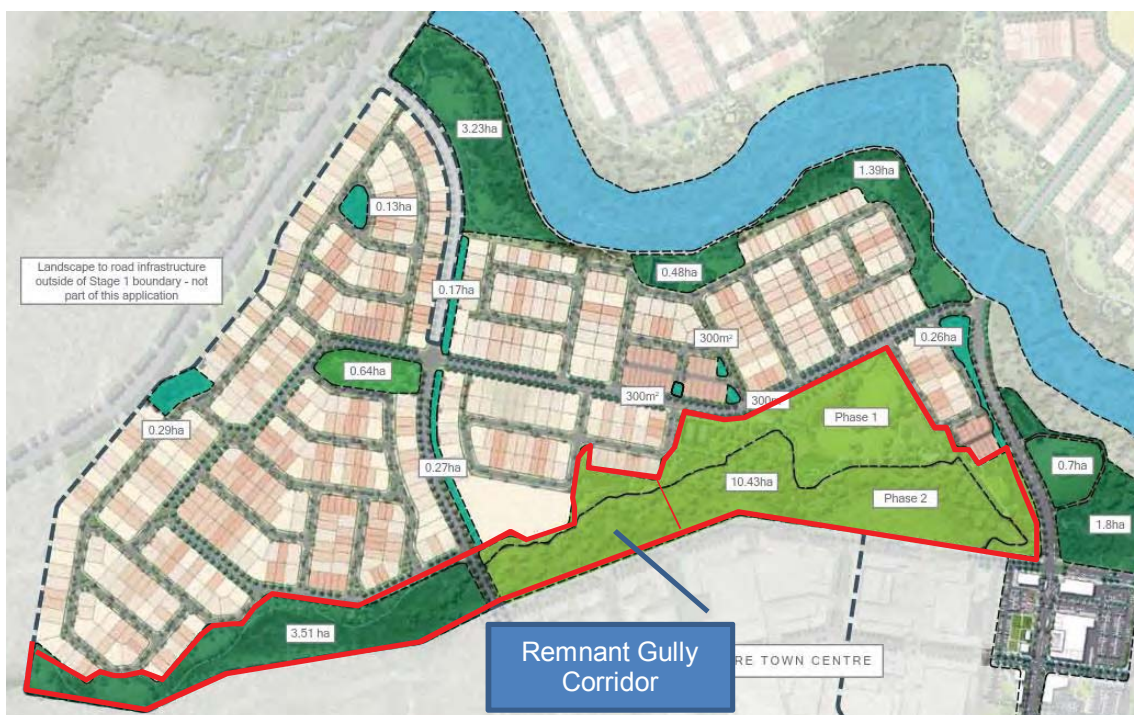 3.23ha
1.39ha
0.13ha
Landscape to road infrastructure
outside of Stage 1 boundary - not
part of this application
0.48ha
0.17ha
300m²
0.26ha
0.64ha
300m²
Phase 1
0.29ha
0.27ha
0.7ha
10.43ha
Phase 2
1.8ha
3.51 ha
Remnant Gully
Corridor
TOWN CENTRE